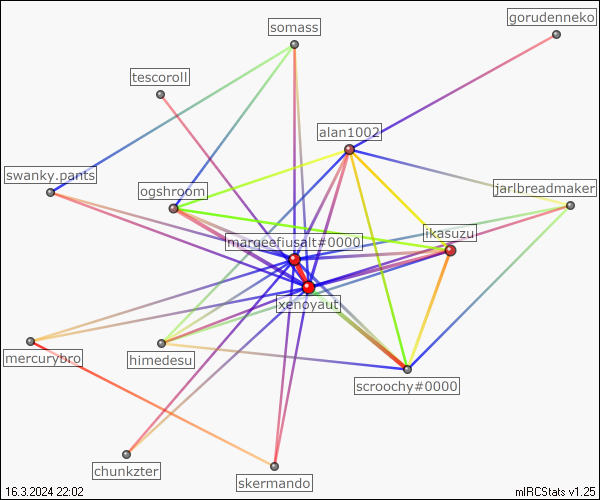 gorudenneko
somass
tescoroll
alan1002
swanky.pants
ogshroom
jarlbreadmaker
ikasuzu
marqeefiusalt#0000
xenoyaut
mercurybro
himedesu
scroochy#0000
chunkzter
skermando
16.3.2024 22:02
mIRCStats v1.25